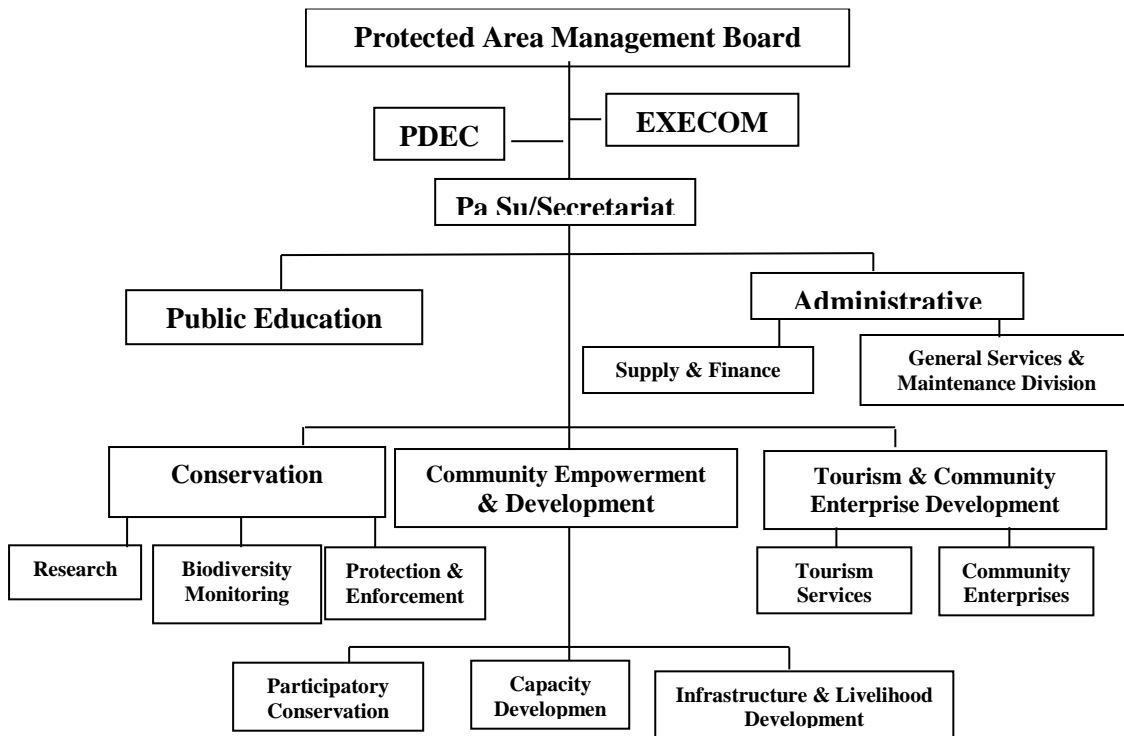 Protected Area Management Board
EXECOM
PDEC
Pa Su/Secretariat
Public Education
Administrative
Supply & Finance
General Services &
Maintenance Division
Conservation
Community Empowerment
& Development
Tourism & Community
Enterprise Development
Research
Biodiversity
Monitoring
Protection &
Enforcement
Tourism
Services
Community
Enterprises
Participatory
Conservation
Capacity
Developmen
Infrastructure & Livelihood
Development